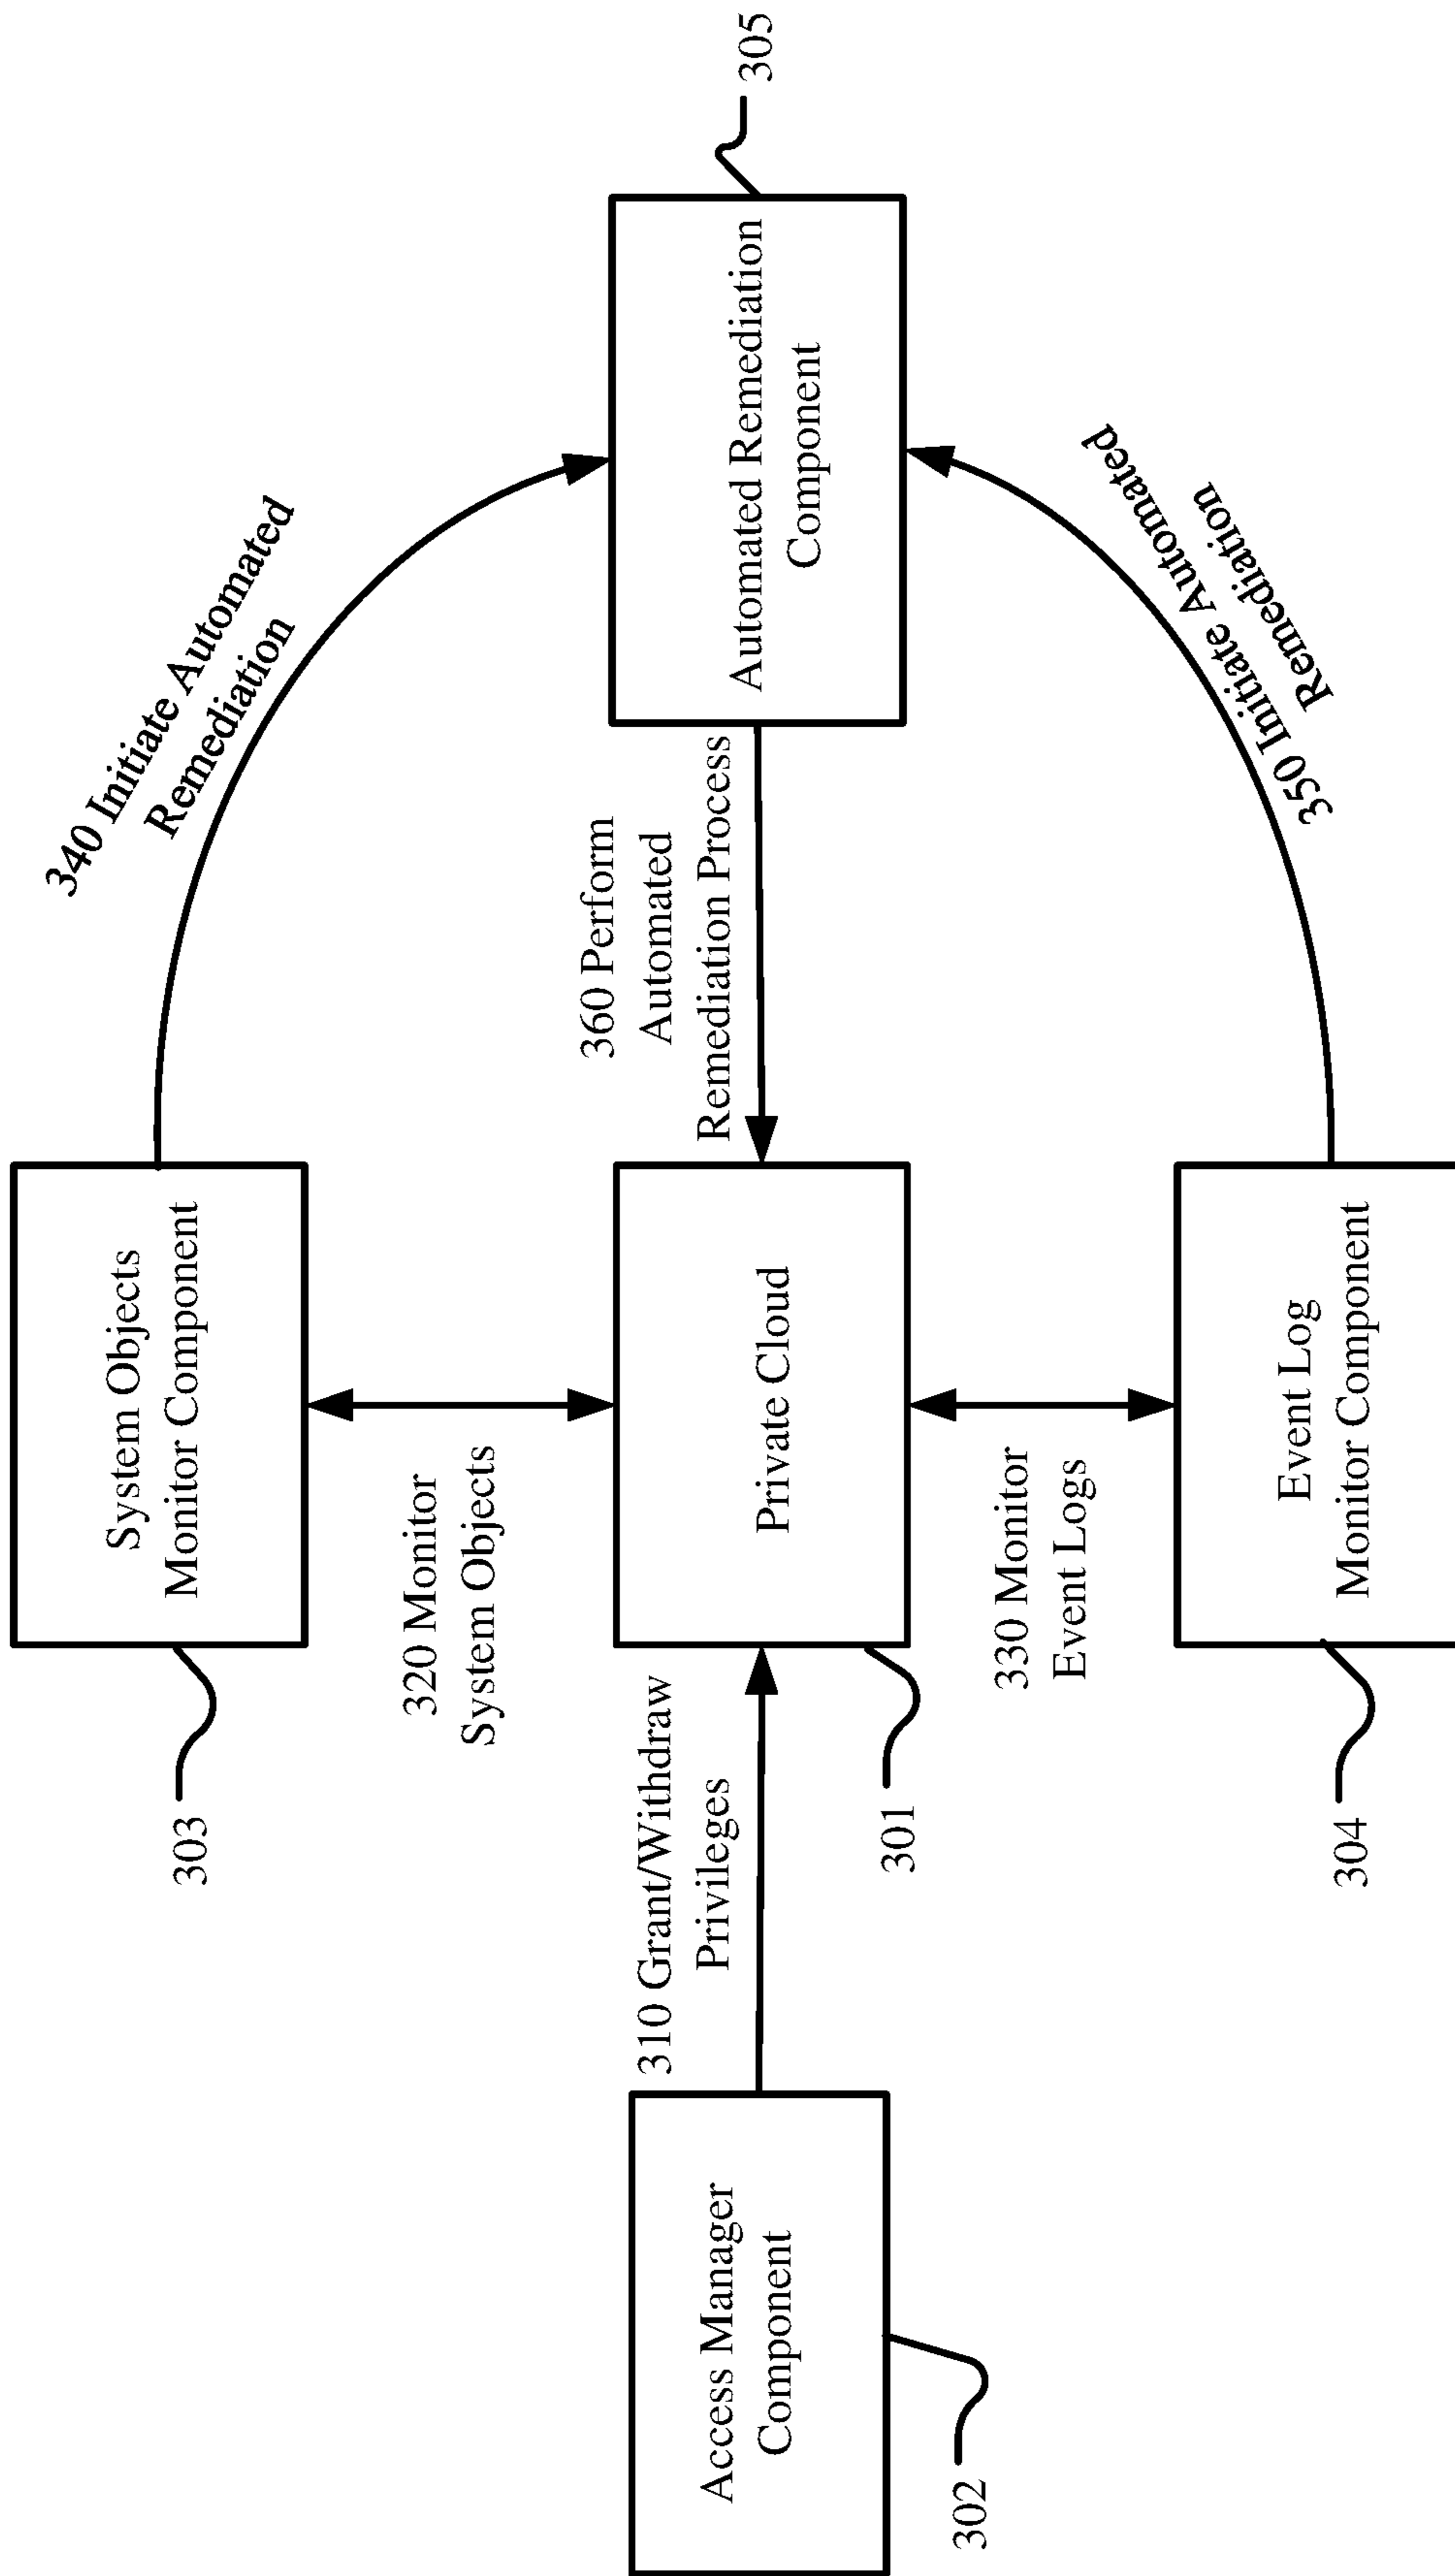 System Objects
Monitor Component
303
340 Initiate Automated
Remediation
320 Monitor
System Objects
Access Manager
Component
302
310 Grant/Withdraw
Privileges
Private Cloud
301
360 Perform
Automated
Remediation Process
Automated Remediation
Component
305
330 Monitor
Event Logs
Event Log
Monitor Component
304
350 Initiate Automated
Remediation